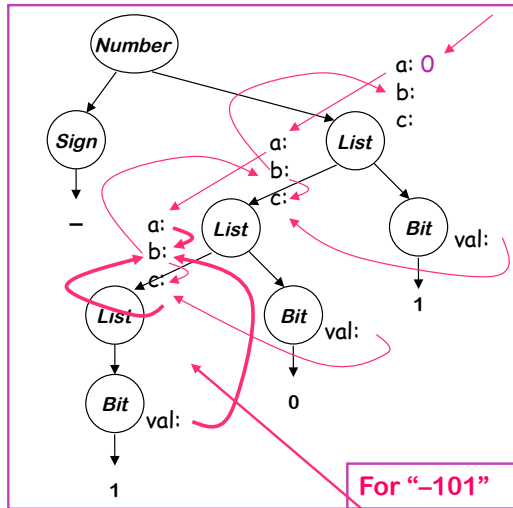 Number
a: 0
b:
c:
Sign
List
a:
b:
c:
–
a:
b:
c:
List
Bit
val:
1
List
Bit
val:
0
Bit
val:
1
For “–101”